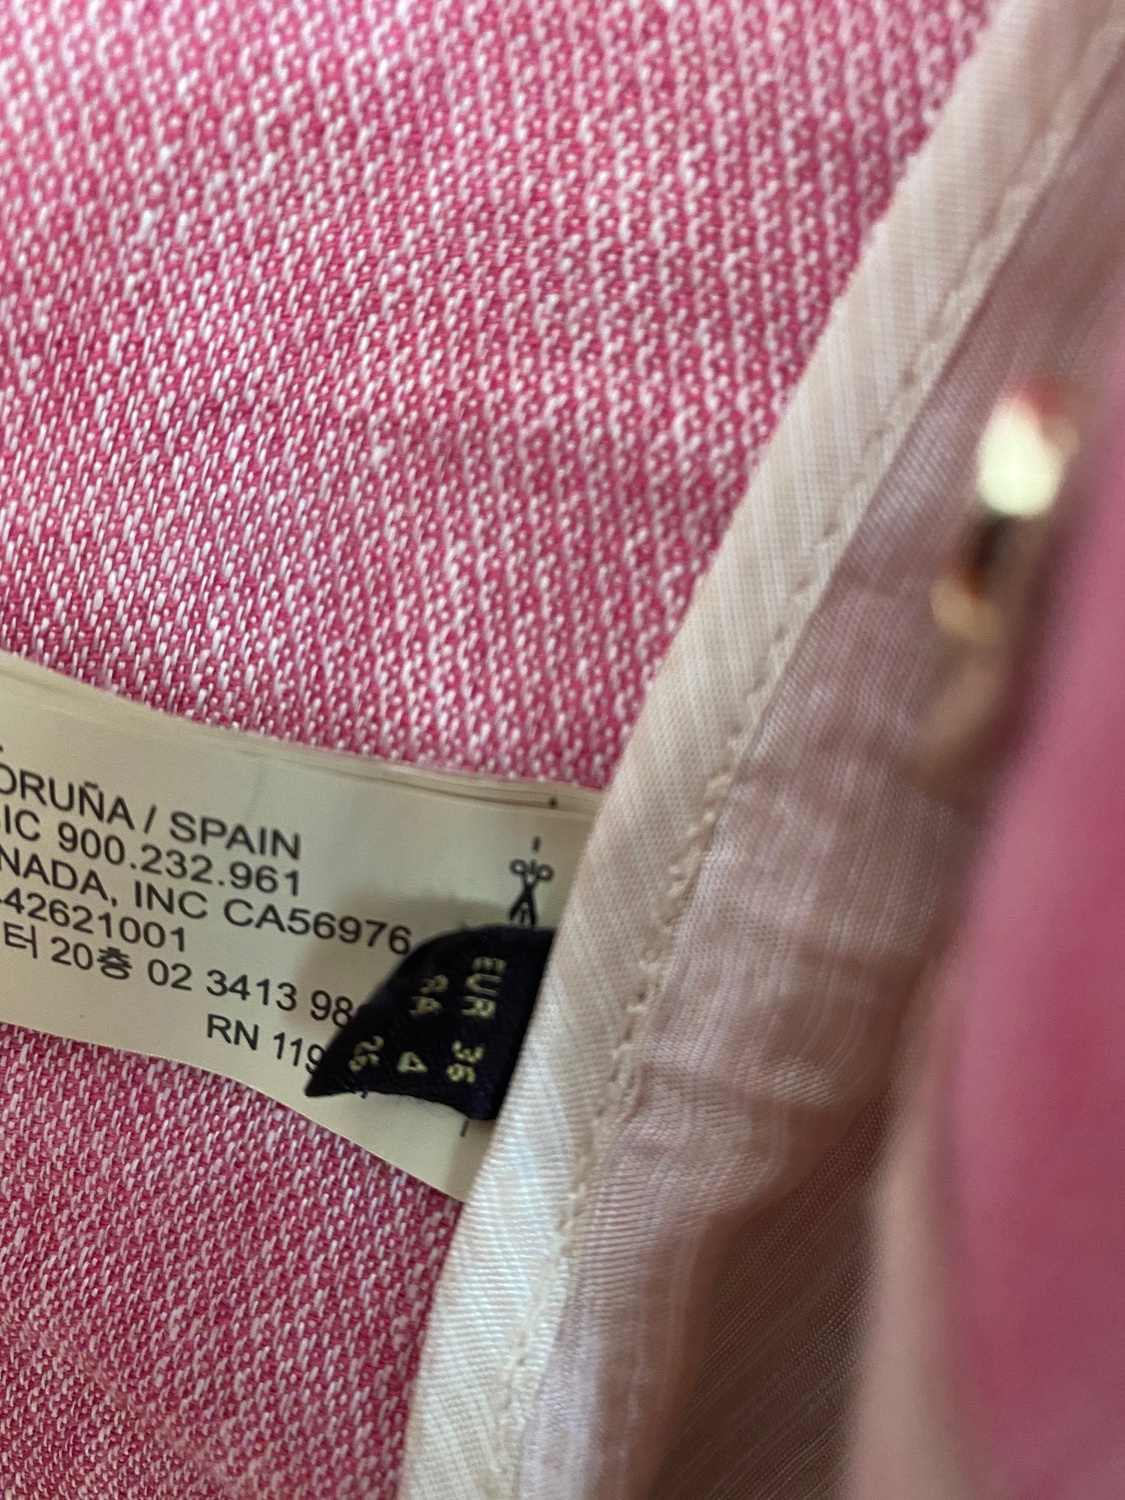 ORUÑA / SPAIN
IC 900.232.961
NADA, INC CA56976
42621001
터 20층 02 3413 98
RN 119
EUR 36
4
26